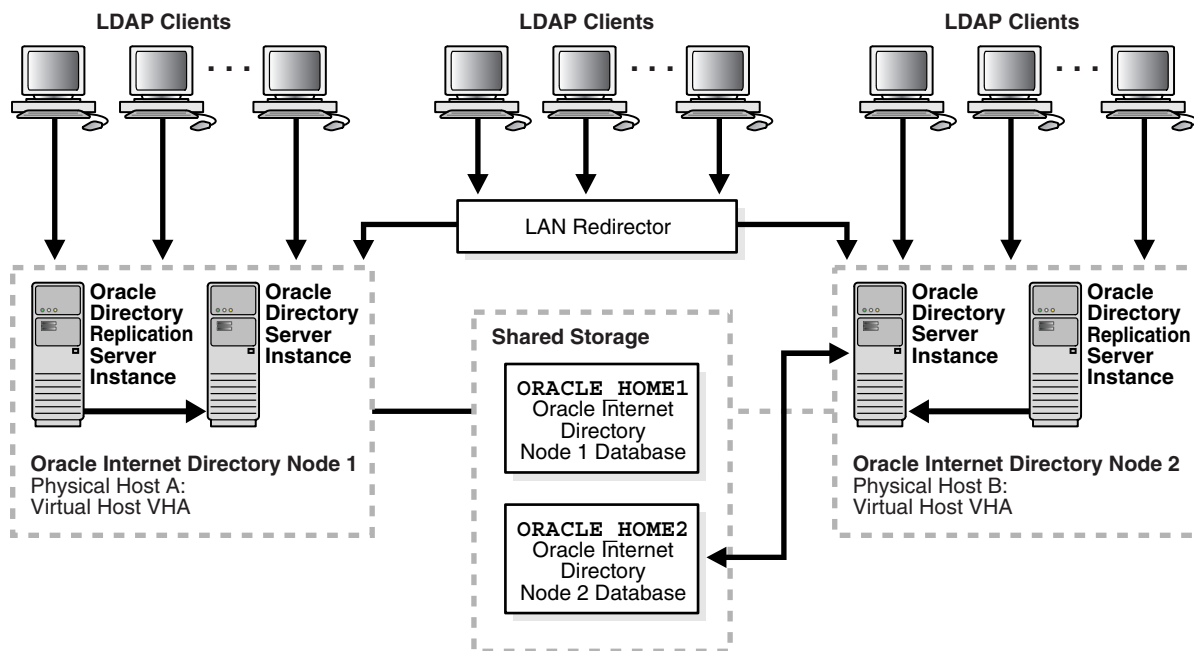 LDAP Clients
LDAP Clients
LDAP Clients
LAN Redirector
Oracle
Directory
Replication
Server
Instance
Oracle
Directory
Server
Instance
Oracle Internet Directory Node 1
Physical Host A:
Virtual Host VHA
Shared Storage
ORACLE_HOME1
Oracle Internet
Directory
Node 1 Database
ORACLE_HOME2
Oracle Internet
Directory
Node 2 Database
Oracle
Directory
Server
Instance
Oracle
Directory
Replication
Server
Instance
Oracle Internet Directory Node 2
Physical Host B:
Virtual Host VHA